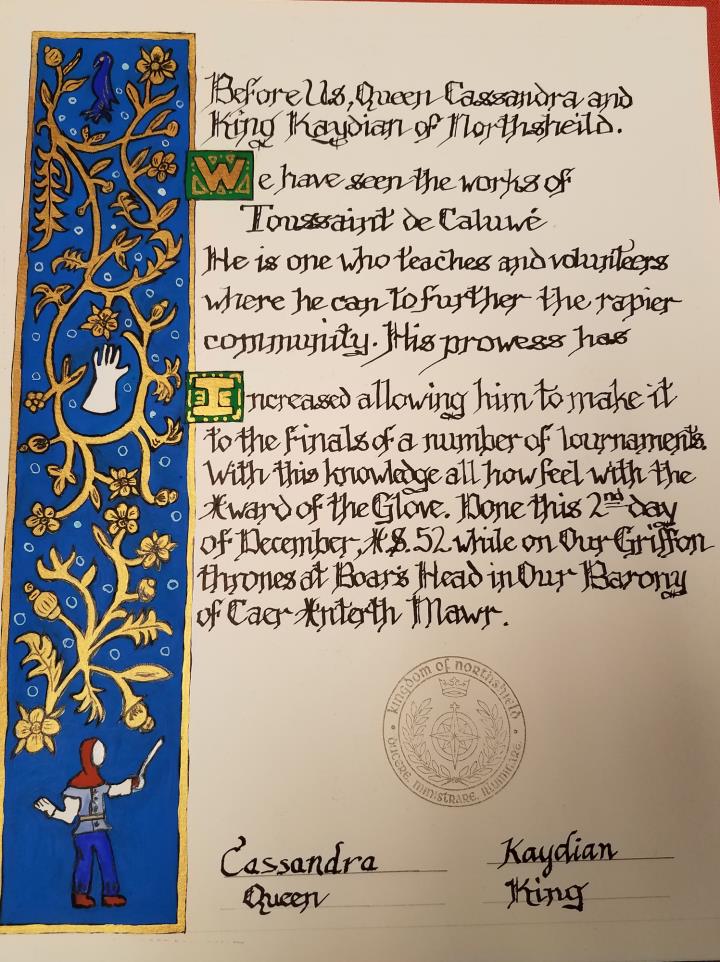 Before Us, Queen Cassandra and
King Kaydian of Northsheild.
We have seen the works of
Toussaint de Caluwé
He is one who teaches and volunteers
where he can to further the rapier
community. His prowess has
Increased allowing him to make it
to the finals of a number of tournaments.
With this knowledge all how feel with the
Award of the Glove. Done this 2nd day
of December, A.S. 52 while on Our Griffon
thrones at Boars Head in Our Barony
of Caer Anterth Mawr.
kingdom of northshield
DUCERE, MINISTRARE, ILLUMINARE
Cassandra Kaydian
Queen King